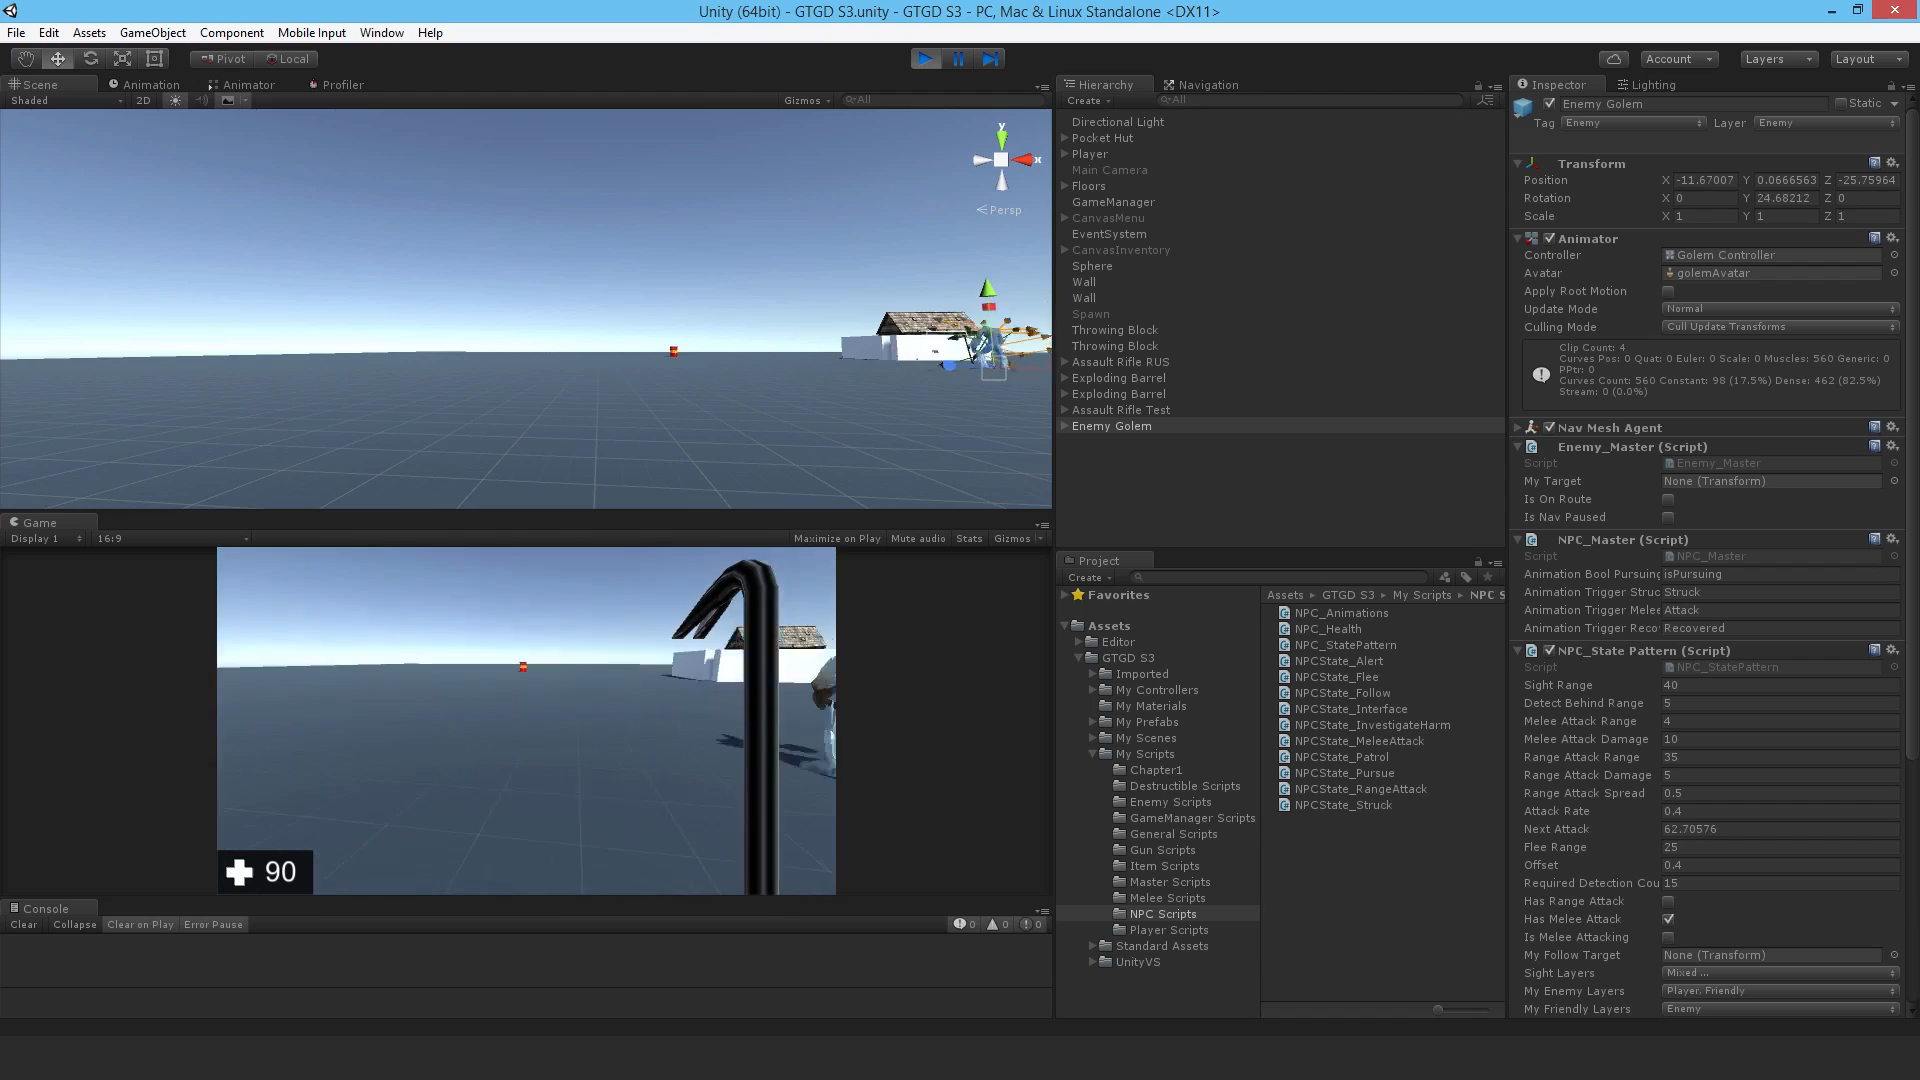 Unity (64bit) - GTGD S3.unity - GTGD S3 - PC, Mac & Linux Standalone <DX11>
File Edit Assets GameObject Component Mobile Input Window Help
Pivot Local
Account Layers Layout
Scene Animation Animator Profiler
Shaded 2D Gizmos All
y
x
Persp
Game
Display 1 16:9 Maximize on Play Mute audio Stats Gizmos
90
Console
Clear Collapse Clear on Play Error Pause 0 0 0
Hierarchy Navigation
Create All
Directional Light
Pocket Hut
Player
Main Camera
Floors
GameManager
CanvasMenu
EventSystem
CanvasInventory
Sphere
Wall
Wall
Spawn
Throwing Block
Throwing Block
Assault Rifle RUS
Exploding Barrel
Exploding Barrel
Assault Rifle Test
Enemy Golem
Project
Create
Favorites
Assets
Editor
GTGD S3
Imported
My Controllers
My Materials
My Prefabs
My Scenes
My Scripts
Chapter1
Destructible Scripts
Enemy Scripts
GameManager Scripts
General Scripts
Gun Scripts
Item Scripts
Master Scripts
Melee Scripts
NPC Scripts
Player Scripts
Standard Assets
UnityVS
Assets GTGD S3 My Scripts NPC S
NPC_Animations
NPC_Health
NPC_StatePattern
NPCState_Alert
NPCState_Flee
NPCState_Follow
NPCState_Interface
NPCState_InvestigateHarm
NPCState_MeleeAttack
NPCState_Patrol
NPCState_Pursue
NPCState_RangeAttack
NPCState_Struck
Inspector Lighting
Enemy Golem Static
Tag Enemy Layer Enemy
Transform
Position X -11.67007 Y 0.0666563 Z -25.75964
Rotation X 0 Y 24.68212 Z 0
Scale X 1 Y 1 Z 1
Animator
Controller Golem Controller
Avatar golemAvatar
Apply Root Motion
Update Mode Normal
Culling Mode Cull Update Transforms
Clip Count: 4
Curves Pos: 0 Quat: 0 Euler: 0 Scale: 0 Muscles: 560 Generic: 0
PPtr: 0
Curves Count: 560 Constant: 98 (17.5%) Dense: 462 (82.5%)
Stream: 0 (0.0%)
Nav Mesh Agent
Enemy_Master (Script)
Script Enemy_Master
My Target None (Transform)
Is On Route
Is Nav Paused
NPC_Master (Script)
Script NPC_Master
Animation Bool Pursuing isPursuing
Animation Trigger Struc Struck
Animation Trigger Melee Attack
Animation Trigger Reco Recovered
NPC_State Pattern (Script)
Script NPC_StatePattern
Sight Range 40
Detect Behind Range 5
Melee Attack Range 4
Melee Attack Damage 10
Range Attack Range 35
Range Attack Damage 5
Range Attack Spread 0.5
Attack Rate 0.4
Next Attack 62.70576
Flee Range 25
Offset 0.4
Required Detection Cou 15
Has Range Attack
Has Melee Attack
Is Melee Attacking
My Follow Target None (Transform)
Sight Layers Mixed ...
My Enemy Layers Player, Friendly
My Friendly Layers Enemy